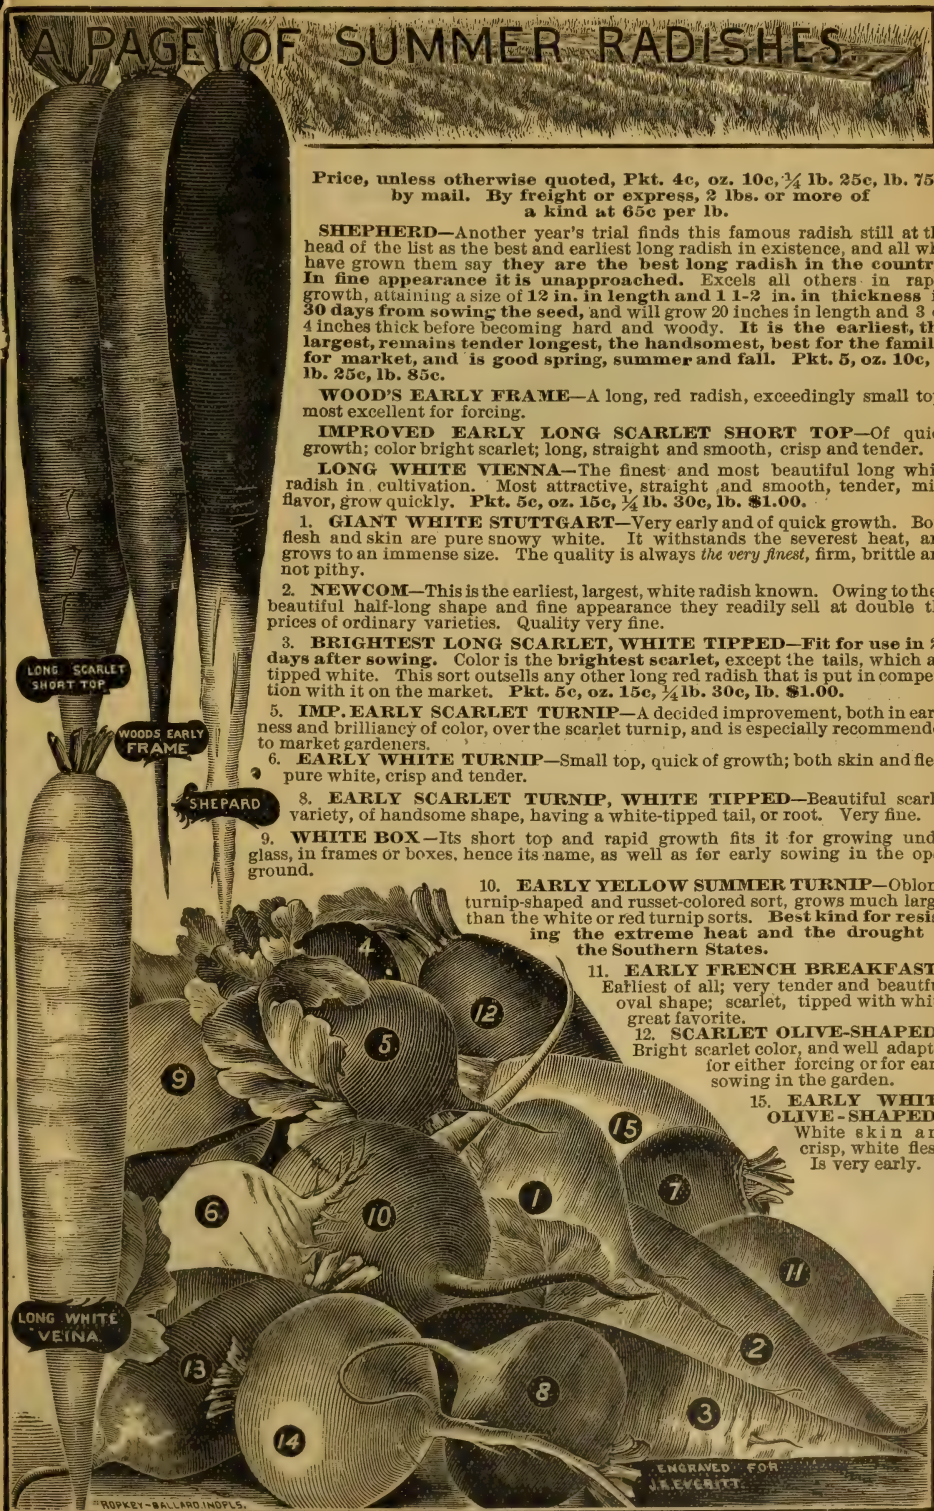 A PAGE OF SUMMER RADISHES
Price, unless otherwise quoted, Pkt. 4c, oz. 10c, ¼ lb. 25c, lb. 75
by mail. By freight or express, 2 lbs. or more of
a kind at 65c per lb.
SHEPHERD—Another year's trial finds this famous radish still at th
head of the list as the best and earliest long radish in existence, and all wh
have grown them say they are the best long radish in the countr
In fine appearance it is unapproached. Excels all others in rap
growth, attaining a size of 12 in. in length and 1 1-2 in. in thickness i
30 days from sowing the seed, and will grow 20 inches in length and 3
4 inches thick before becoming hard and woody. It is the earliest, th
largest, remains tender longest, the handsomest, best for the famil
for market, and is good spring, summer and fall. Pkt. 5, oz. 10c,
lb. 25c, lb. 85c.
WOOD'S EARLY FRAME—A long, red radish, exceedingly small top
most excellent for forcing.
IMPROVED EARLY LONG SCARLET SHORT TOP—Of quic
growth; color bright scarlet; long, straight and smooth, crisp and tender.
LONG WHITE VIENNA—The finest and most beautiful long whi
radish in cultivation. Most attractive, straight and smooth, tender, mi
flavor, grow quickly. Pkt. 5c, oz. 15c, ¼ lb. 30c, lb. $1.00.
1. GIANT WHITE STUTTGART—Very early and of quick growth. Bo
flesh and skin are pure snowy white. It withstands the severest heat, an
grows to an immense size. The quality is always the very finest, firm, brittle an
not pithy.
2. NEWCOM—This is the earliest, largest, white radish known. Owing to the
beautiful half-long shape and fine appearance they readily sell at double th
prices of ordinary varieties. Quality very fine.
3. BRIGHTEST LONG SCARLET, WHITE TIPPED—Fit for use in 2
days after sowing. Color is the brightest scarlet, except the tails, which a
tipped white. This sort outsells any other long red radish that is put in compe
tion with it on the market. Pkt. 5c, oz. 15c, ¼ lb. 30c, lb. $1.00.
5. IMP. EARLY SCARLET TURNIP—A decided improvement, both in ear
ness and brilliancy of color, over the scarlet turnip, and is especially recommend
to market gardeners.
6. EARLY WHITE TURNIP—Small top, quick of growth; both skin and fle
pure white, crisp and tender.
8. EARLY SCARLET TURNIP, WHITE TIPPED—Beautiful scarl
variety, of handsome shape, having a white-tipped tail, or root. Very fine.
9. WHITE BOX—Its short top and rapid growth fits it for growing und
glass, in frames or boxes, hence its name, as well as for early sowing in the op
ground.
10. EARLY YELLOW SUMMER TURNIP—Oblon
turnip-shaped and russet-colored sort, grows much larg
than the white or red turnip sorts. Best kind for resis
ing the extreme heat and the drought
the Southern States.
11. EARLY FRENCH BREAKFAST
Earliest of all; very tender and beautfu
oval shape; scarlet, tipped with whi
great favorite.
12. SCARLET OLIVE-SHAPED
Bright scarlet color, and well adapt
for either forcing or for ear
sowing in the garden.
15. EARLY WHIT
OLIVE-SHAPED
White skin an
crisp, white fles
Is very early.
LONG SCARLET
SHORT TOP
WOODS EARLY
FRAME
SHEPARD
LONG WHITE
VEINA.
4
12
5
9
15
7
1
6
10
11
2
13
8
3
14
ENGRAVED FOR
J.A.EVERITT.
ROPKEY-BALLARD.INDPLS.